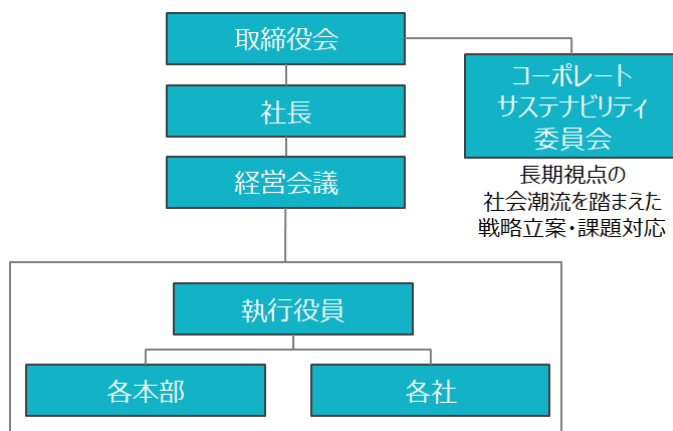 取締役会
コーポレート
サステナビリティ
委員会
長期視点の
社会潮流を踏まえた
戦略立案・課題対応
社長
経営会議
執行役員
各本部
各社